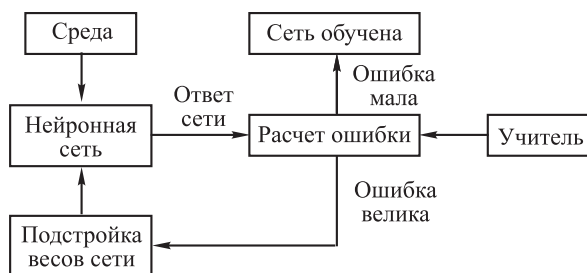 Среда
Сеть обучена
Ошибка
мала
Ответ
сети
Нейронная
сеть
Расчет ошибки
Учитель
Ошибка
велика
Подстройка
весов сети